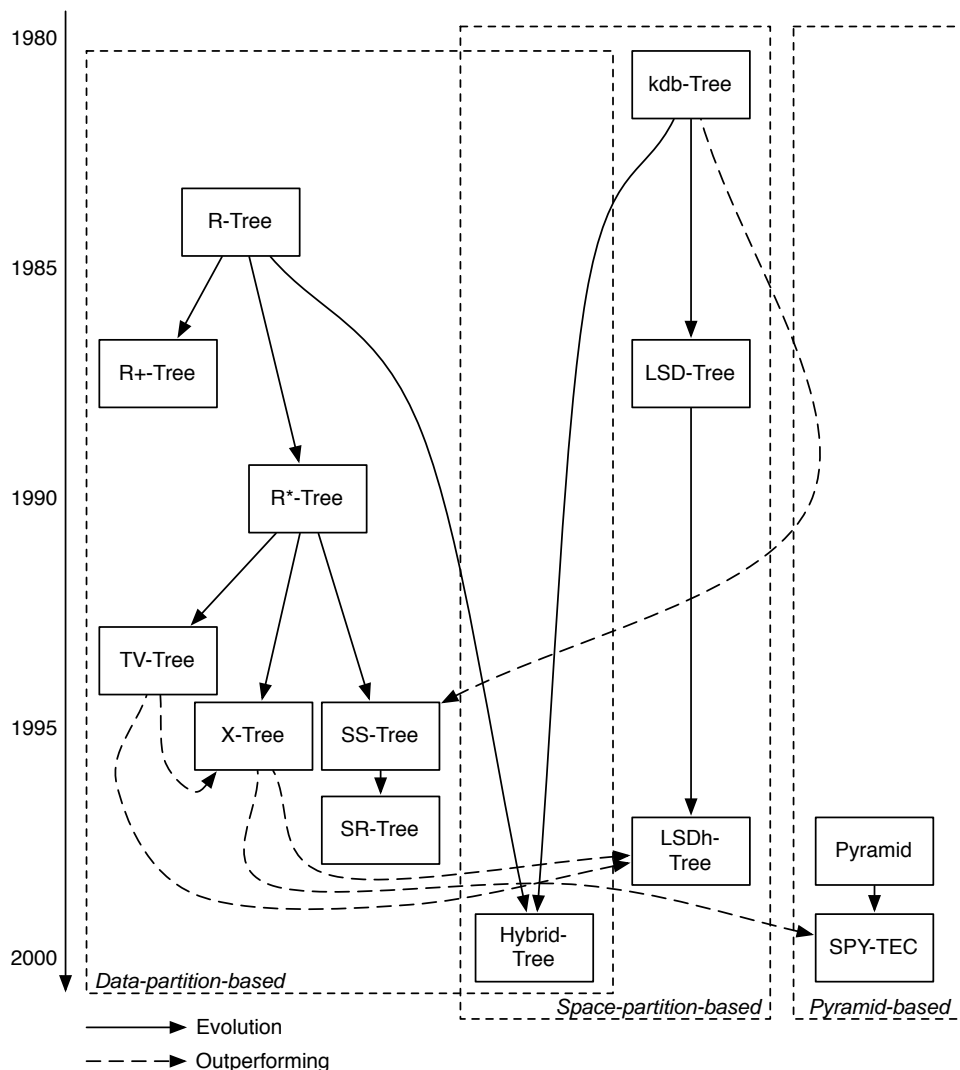 1980
kdb-Tree
R-Tree
1985
R+-Tree
LSD-Tree
R*-Tree
1990
TV-Tree
X-Tree
SS-Tree
1995
SR-Tree
LSDh-
Tree
Pyramid
Hybrid-
Tree
SPY-TEC
2000
Data-partition-based
Space-partition-based
Pyramid-based
Evolution
Outperforming